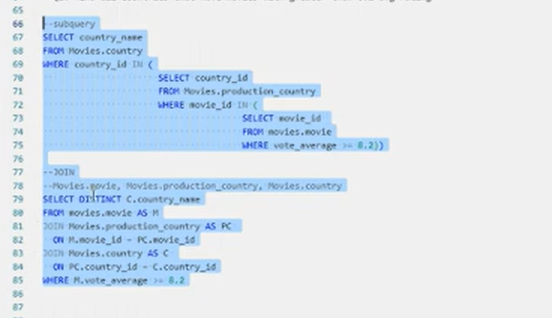 65
66 --subquery
67 SELECT country_name
68 FROM Movies.country
69 WHERE country_id IN (
70 SELECT country_id
71 FROM Movies.production_country
72 WHERE movie_id IN (
73 SELECT movie_id
74 FROM movies.movie
75 WHERE vote_average >= 8.2))
76
77 --JOIN
78 --Movies.movie, Movies.production_country, Movies.country
79 SELECT DISTINCT C.country_name
80 FROM movies.movie AS M
81 JOIN Movies.production_country AS PC
82 ON M.movie_id = PC.movie_id
83 JOIN Movies.country AS C
84 ON PC.country_id = C.country_id
85 WHERE M.vote_average >= 8.2
86
87